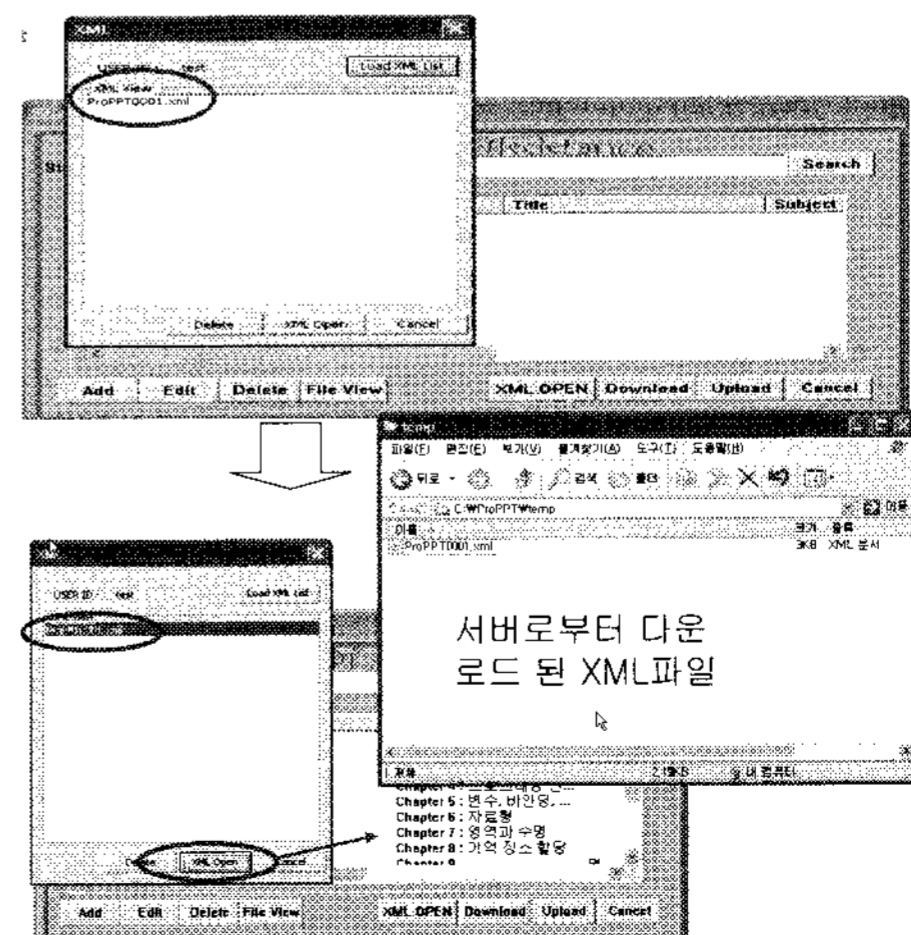 XML
test
Load XML List
XML View
ProPPT0001.xml
Search
Title
Subject
Delete
XML Open
Cancel
Add
Edit
Delete
File View
XML OPEN
Download
Upload
Cancel
temp
파일(F) 편집(E) 보기(V) 즐겨찾기(A) 도구(T) 도움말(H)
뒤로
검색
폴더
C:\ProPPT\temp
이동
이름
크기
종류
ProPPT0001.xml
3KB
XML 문서
서버로부터 다운
로드 된 XML파일
USER ID
test
Load XML List
내 컴퓨터
Chapter 5 : 변수, 바인딩, ...
Chapter 6 : 자료형
Chapter 7 : 영역과 수명
Chapter 8 : 기억 장소 할당
Chapter 9
XML Open
Cancel
Add
Edit
Delete
File View
XML OPEN
Download
Upload
Cancel